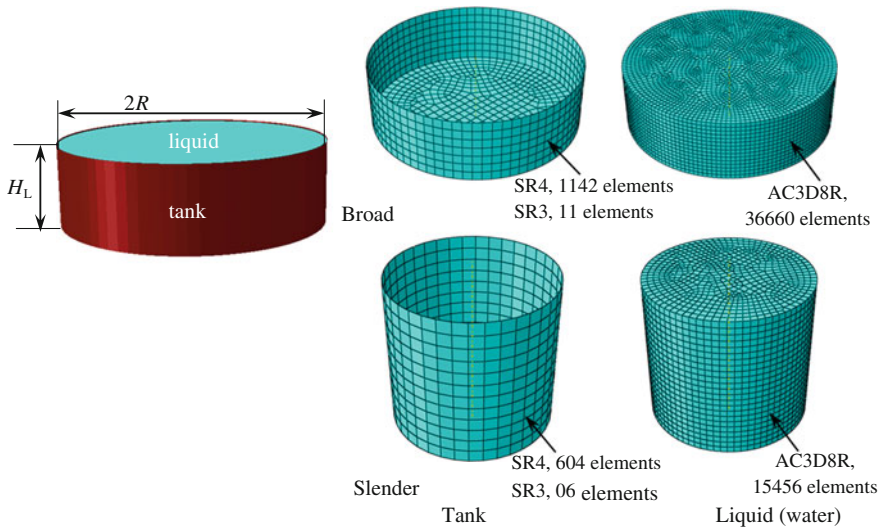 2R
liquid
H_L
tank
SR4, 1142 elements
SR3, 11 elements
AC3D8R,
36660 elements
Broad
SR4, 604 elements
SR3, 06 elements
AC3D8R,
15456 elements
Slender
Tank
Liquid (water)